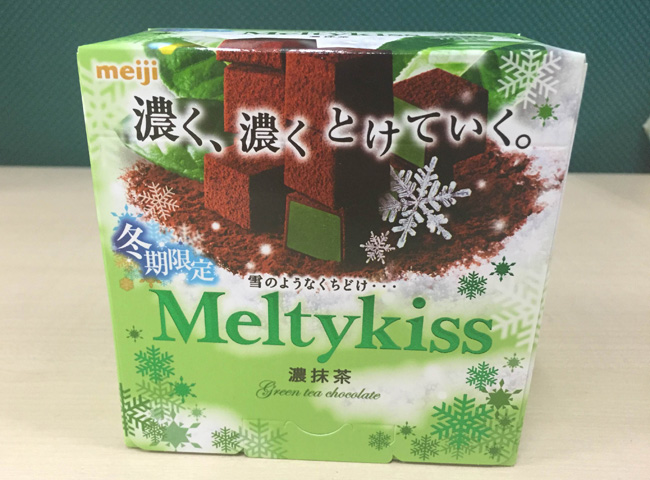 Meltykiss
meiji
濃く、濃くとけていく。
冬期限定
雪のようなくちどけ・・・
Meltykiss
濃抹茶
Green tea chocolate